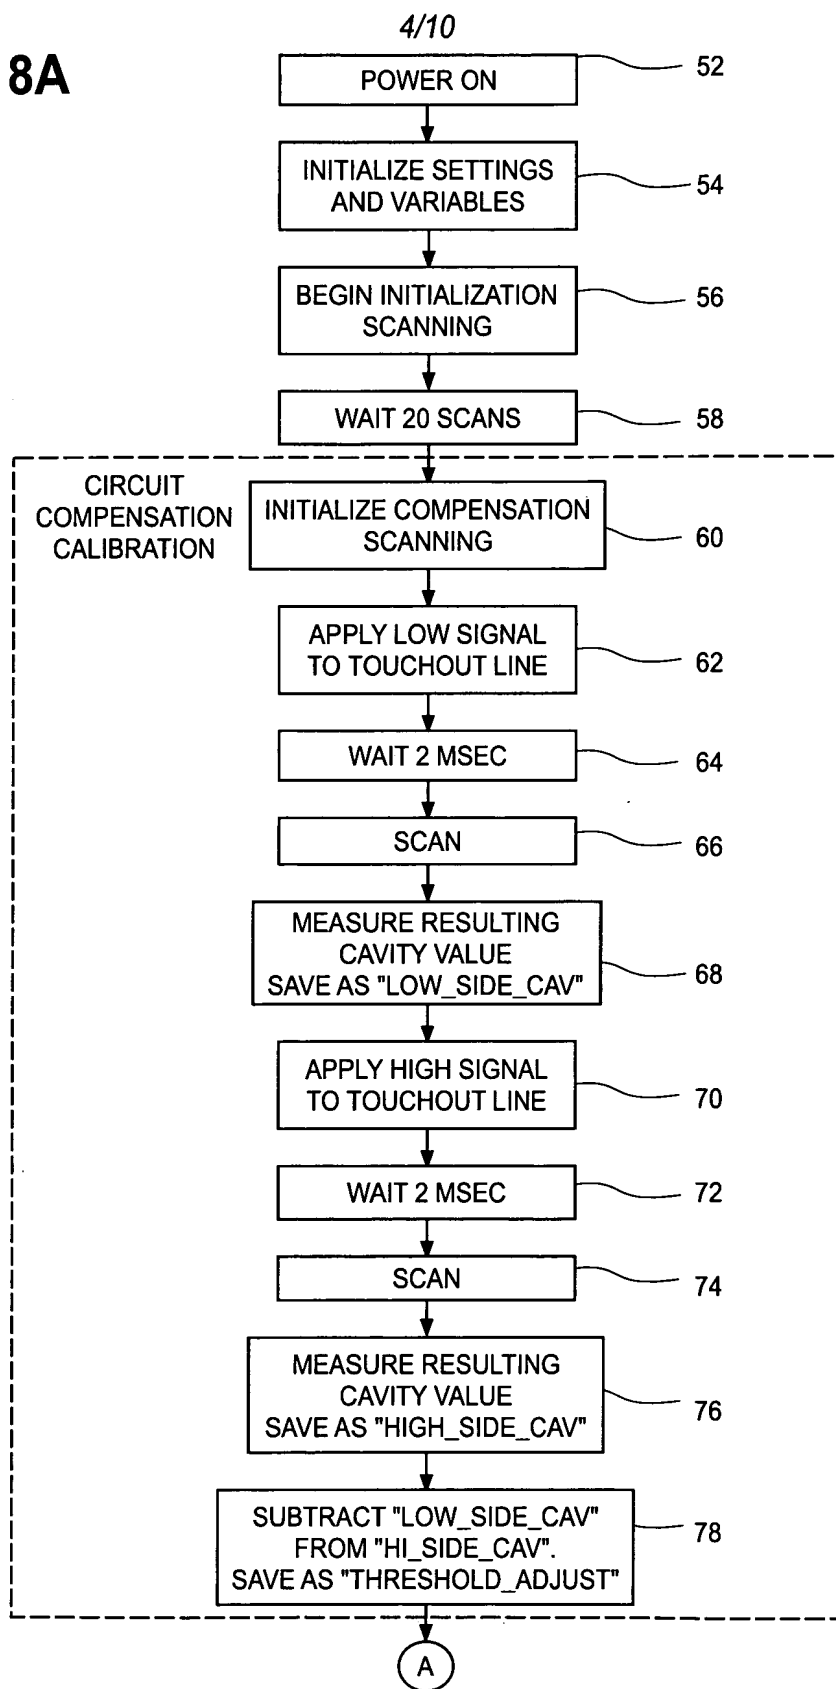 4/10
8A
POWER ON
52
INITIALIZE SETTINGS
AND VARIABLES
54
BEGIN INITIALIZATION
SCANNING
56
WAIT 20 SCANS
58
CIRCUIT
COMPENSATION
CALIBRATION
INITIALIZE COMPENSATION
SCANNING
60
APPLY LOW SIGNAL
TO TOUCHOUT LINE
62
WAIT 2 MSEC
64
SCAN
66
MEASURE RESULTING
CAVITY VALUE
SAVE AS "LOW_SIDE_CAV"
68
APPLY HIGH SIGNAL
TO TOUCHOUT LINE
70
WAIT 2 MSEC
72
SCAN
74
MEASURE RESULTING
CAVITY VALUE
SAVE AS "HIGH_SIDE_CAV"
76
SUBTRACT "LOW_SIDE_CAV"
FROM "HI_SIDE_CAV".
SAVE AS "THRESHOLD_ADJUST"
78
A